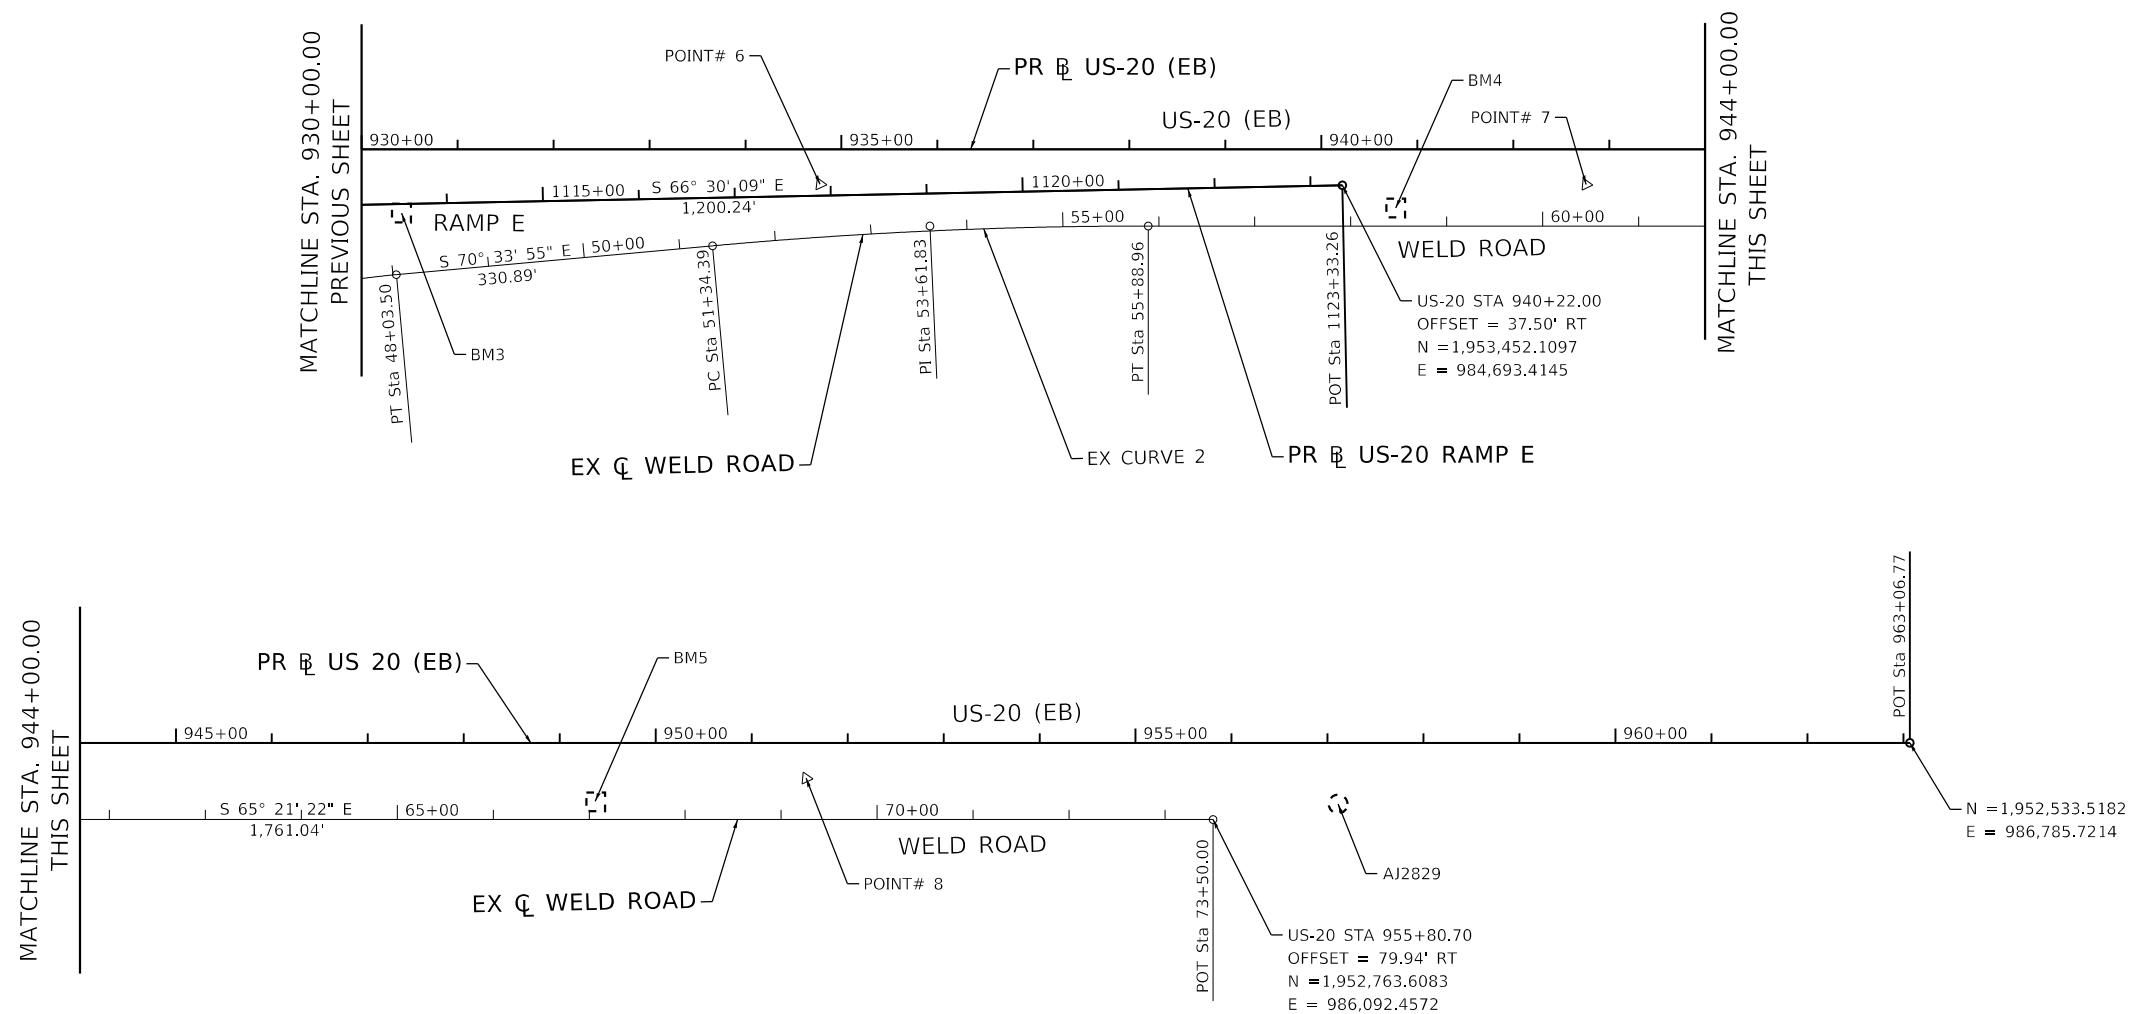 MATCHLINE STA. 930+00.00
PREVIOUS SHEET
POINT# 6
PR ℄ US-20 (EB)
US-20 (EB)
BM4
POINT# 7
MATCHLINE STA. 944+00.00
THIS SHEET
930+00
935+00
940+00
1115+00
S 66° 30' 09" E
1,200.24'
1120+00
RAMP E
55+00
60+00
S 70° 33' 55" E
330.89'
50+00
WELD ROAD
PT Sta 48+03.50
BM3
PC Sta 51+34.39
PI Sta 53+61.83
PT Sta 55+88.96
POT Sta 1123+33.26
US-20 STA 940+22.00
OFFSET = 37.50' RT
N =1,953,452.1097
E = 984,693.4145
EX ℄ WELD ROAD
EX CURVE 2
PR BL US-20 RAMP E
MATCHLINE STA. 944+00.00
THIS SHEET
PR BL US 20 (EB)
BM5
US-20 (EB)
POT Sta 963+06.77
945+00
950+00
955+00
960+00
S 65° 21' 22" E
1,761.04'
65+00
70+00
WELD ROAD
POINT# 8
EX ℄ WELD ROAD
AJ2829
N =1,952,533.5182
E = 986,785.7214
POT Sta 73+50.00
US-20 STA 955+80.70
OFFSET = 79.94' RT
N =1,952,763.6083
E = 986,092.4572